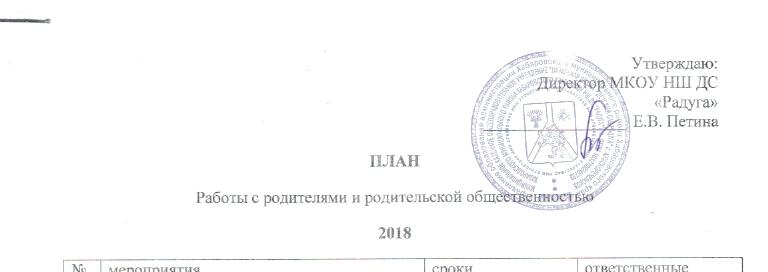 Утверждаю:
Директор МКОУ НШ ДС
«Радуга»
Е.В. Петина
ПЛАН
Работы с родителями и родительской общественностью
2018
№ мероприятия сроки ответственные